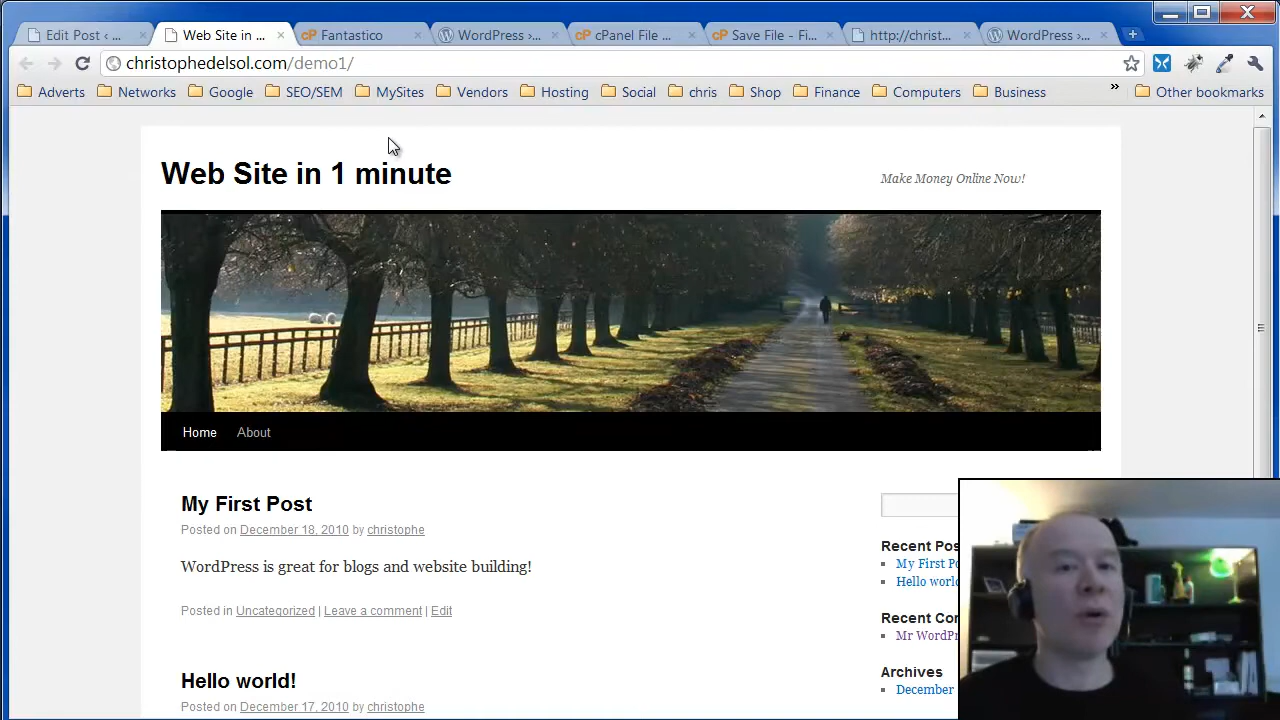 Edit Post ‹ ...
Web Site in ...
Fantastico
WordPress › ...
cPanel File ...
Save File - Fi...
http://christ...
WordPress › ...
christophedelsol.com/demo1/
Adverts
Networks
Google
SEO/SEM
MySites
Vendors
Hosting
Social
chris
Shop
Finance
Computers
Business
»
Other bookmarks
Web Site in 1 minute
Make Money Online Now!
Home
About
My First Post
Posted on December 18, 2010 by christophe
WordPress is great for blogs and website building!
Posted in Uncategorized | Leave a comment | Edit
Hello world!
Posted on December 17, 2010 by christophe
Recent Pos
My First Po
Hello world
Recent Con
Mr WordPr
Archives
December